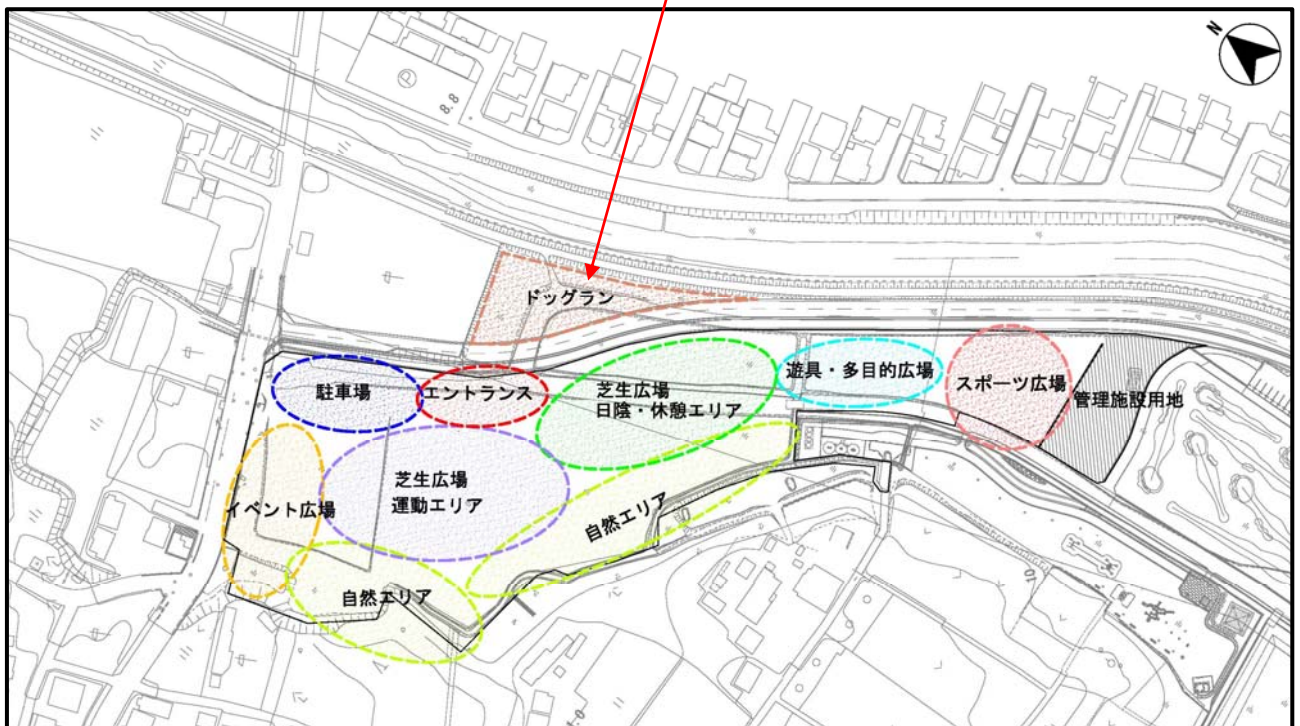 N
P
8.8
ドッグラン
駐車場
エントランス
芝生広場
日陰・休憩エリア
遊具・多目的広場
スポーツ広場
管理施設用地
イベント広場
芝生広場
運動エリア
自然エリア
自然エリア
10